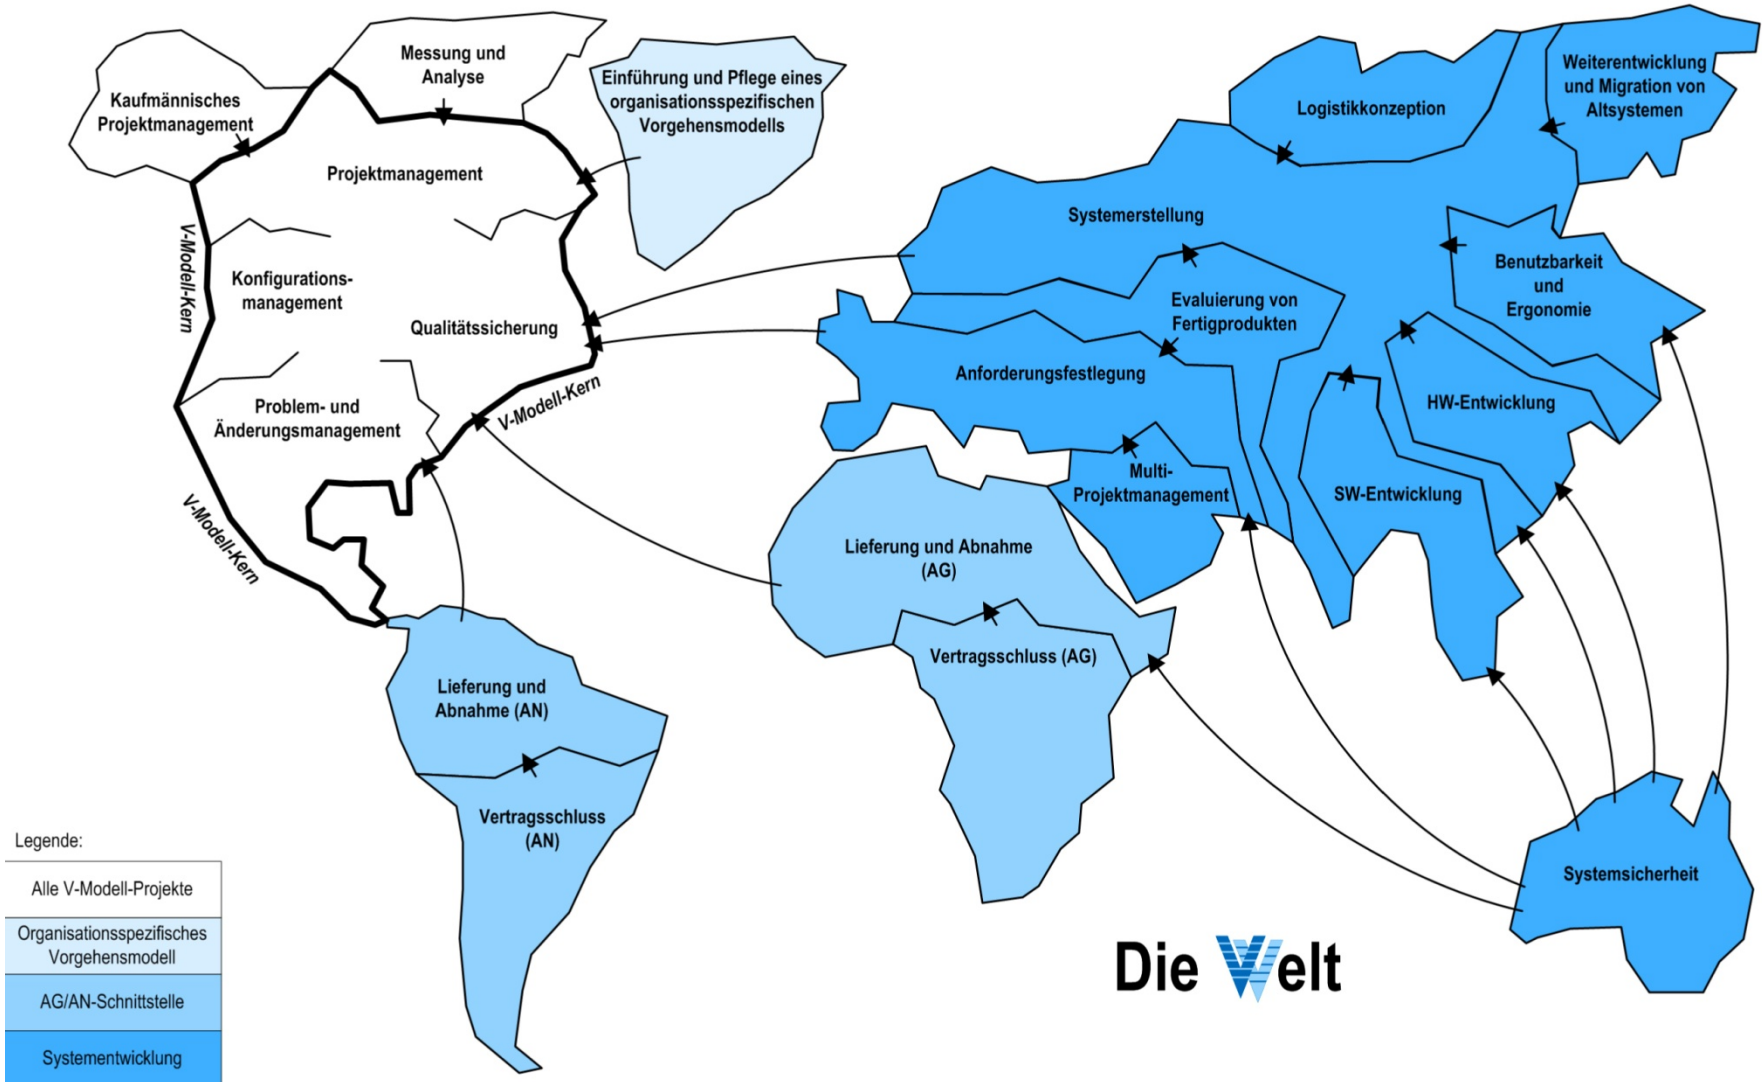 Messung und
Analyse
Kaufmännisches
Projektmanagement
Einführung und Pflege eines
organisationsspezifischen
Vorgehensmodells
Projektmanagement
V-Modell-Kern
Konfigurations-
management
Qualitätssicherung
V-Modell-Kern
Problem- und
Änderungsmanagement
V-Modell-Kern
Logistikkonzeption
Weiterentwicklung
und Migration von
Altsystemen
Systemerstellung
Benutzbarkeit
und
Ergonomie
Evaluierung von
Fertigprodukten
Anforderungsfestlegung
HW-Entwicklung
Multi-
Projektmanagement
SW-Entwicklung
Lieferung und Abnahme
(AG)
Vertragsschluss (AG)
Lieferung und
Abnahme (AN)
Vertragsschluss
(AN)
Systemsicherheit
Die Welt
Legende:
Alle V-Modell-Projekte
Organisationsspezifisches
Vorgehensmodell
AG/AN-Schnittstelle
Systementwicklung